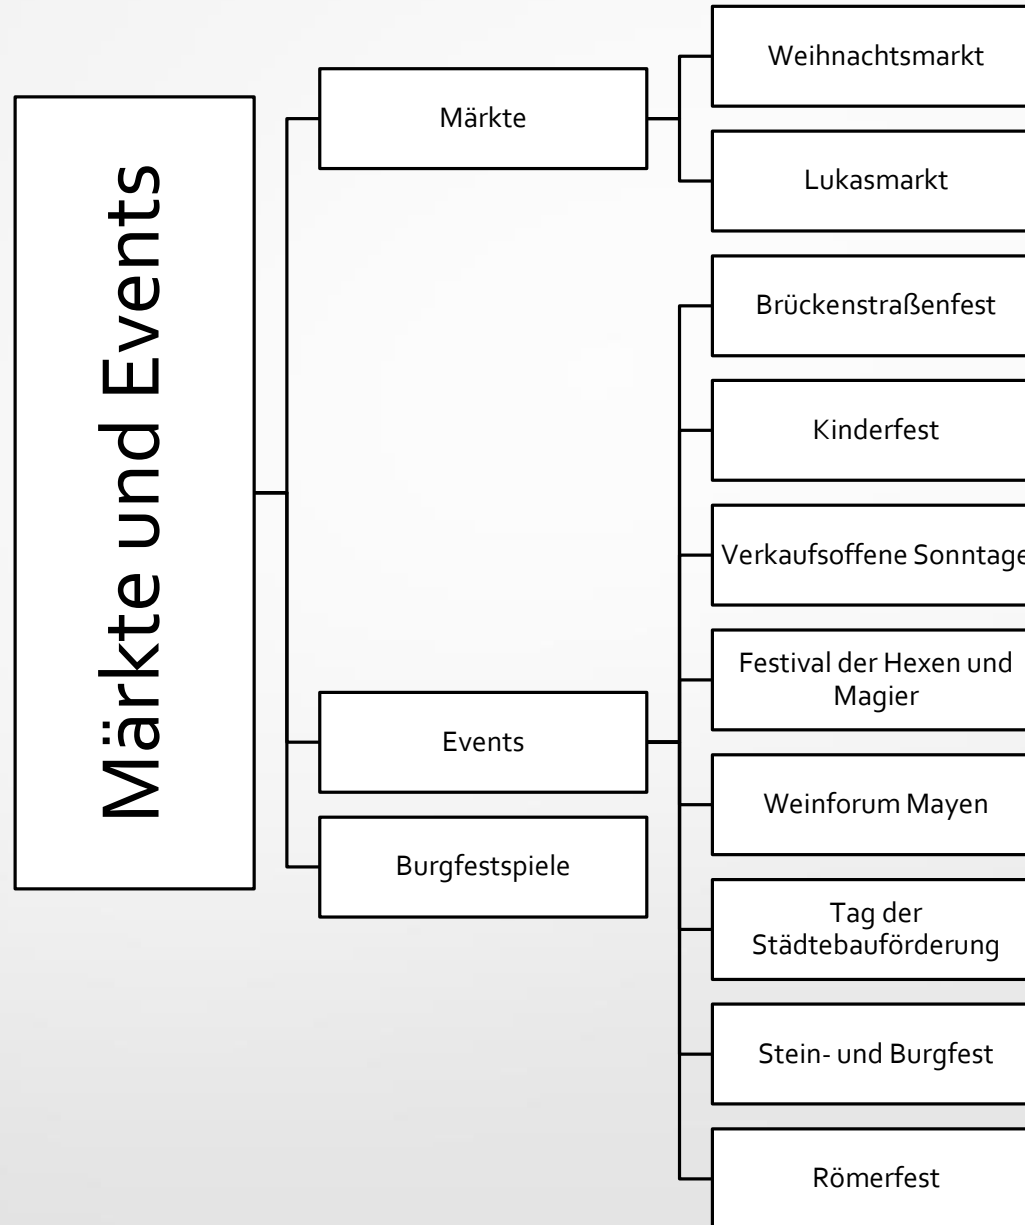 Märkte und Events
Märkte
Weihnachtsmarkt
Lukasmarkt
Events
Brückenstraßenfest
Kinderfest
Verkaufsoffene Sonntage
Festival der Hexen und
Magier
Weinforum Mayen
Tag der
Städtebauförderung
Stein- und Burgfest
Römerfest
Burgfestspiele